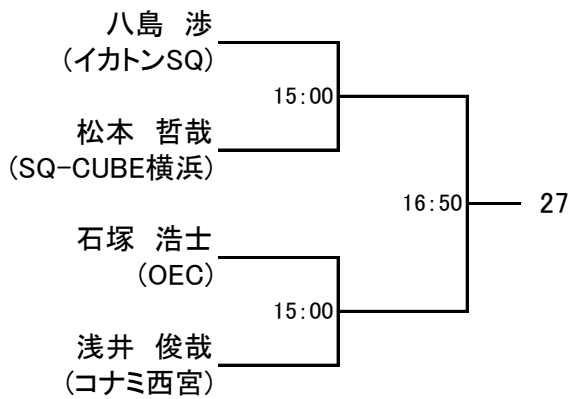 八島　渉
(イカトンSQ)
15:00
松本　哲哉
(SQ-CUBE横浜)
16:50
27
石塚　浩士
(OEC)
15:00
浅井　俊哉
(コナミ西宮)